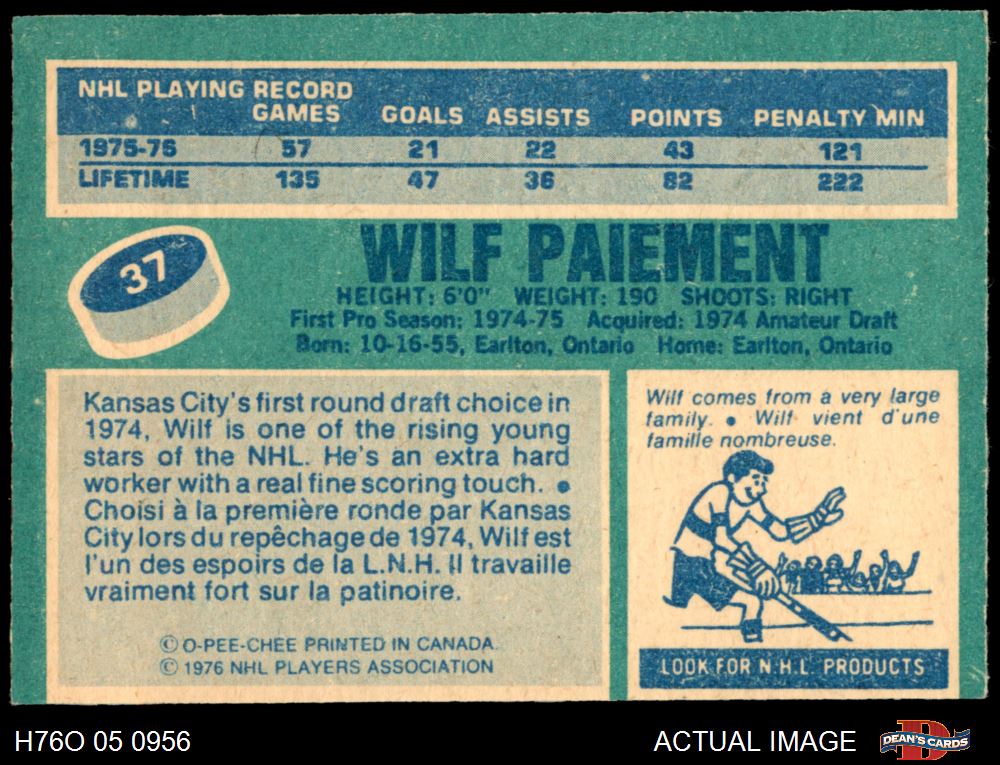 NHL PLAYING RECORD
GAMES GOALS ASSISTS POINTS PENALTY MIN
1975-76 57 21 22 43 121
LIFETIME 135 47 36 82 222
37
WILF PAIEMENT
HEIGHT: 6'0" WEIGHT: 190 SHOOTS: RIGHT
First Pro Season: 1974-75 Acquired: 1974 Amateur Draft
Born: 10-16-55, Earlton, Ontario Home: Earlton, Ontario
Kansas City's first round draft choice in
1974, Wilf is one of the rising young
stars of the NHL. He's an extra hard
worker with a real fine scoring touch. •
Choisi à la première ronde par Kansas
City lors du repêchage de 1974, Wilf est
l'un des espoirs de la L.N.H. Il travaille
vraiment fort sur la patinoire.
© O-PEE-CHEE PRINTED IN CANADA
© 1976 NHL PLAYERS ASSOCIATION
Wilf comes from a very large
family. • Wilf vient d'une
famille nombreuse.
LOOK FOR N.H.L. PRODUCTS
H76O 05 0956
ACTUAL IMAGE
DEAN'S CARDS